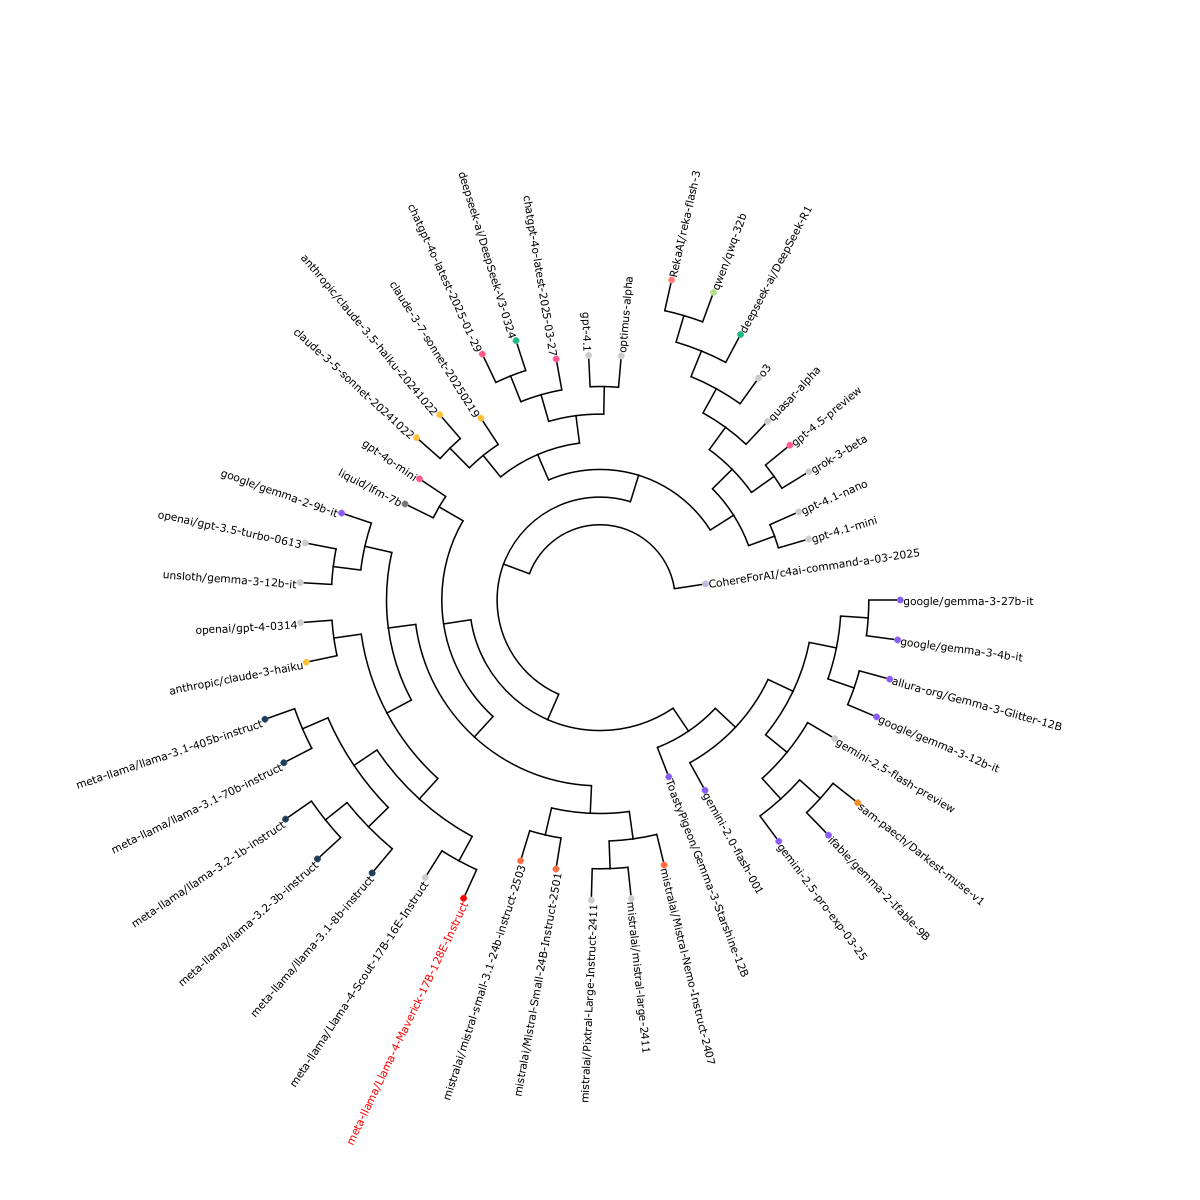 RekaAI/reka-flash-3
qwen/qwq-32b
deepseek-ai/DeepSeek-R1
o3
quasar-alpha
gpt-4.5-preview
grok-3-beta
gpt-4.1-nano
gpt-4.1-mini
CohereForAI/c4ai-command-a-03-2025
google/gemma-3-27b-it
google/gemma-3-4b-it
allura-org/Gemma-3-Glitter-12B
google/gemma-3-12b-it
gemini-2.5-flash-preview
sam-paech/Darkest-muse-v1
ifable/gemma-2-Ifable-9B
gemini-2.5-pro-exp-03-25
gemini-2.0-flash-001
ToastyPigeon/Gemma-3-Starshine-12B
mistralai/Mistral-Nemo-Instruct-2407
mistralai/mistral-large-2411
mistralai/Pixtral-Large-Instruct-2411
mistralai/Mistral-Small-24B-Instruct-2501
mistralai/mistral-small-3.1-24b-instruct-2503
meta-llama/Llama-4-Maverick-17B-128E-Instruct
meta-llama/Llama-4-Scout-17B-16E-Instruct
meta-llama/llama-3.1-8b-instruct
meta-llama/llama-3.2-3b-instruct
meta-llama/llama-3.2-1b-instruct
meta-llama/llama-3.1-70b-instruct
meta-llama/llama-3.1-405b-instruct
anthropic/claude-3-haiku
openai/gpt-4-0314
unsloth/gemma-3-12b-it
openai/gpt-3.5-turbo-0613
google/gemma-2-9b-it
liquid/lfm-7b
gpt-4o-mini
claude-3-5-sonnet-20241022
anthropic/claude-3.5-haiku-20241022
claude-3-7-sonnet-20250219
chatgpt-4o-latest-2025-01-29
deepseek-ai/DeepSeek-V3-0324
chatgpt-4o-latest-2025-03-27
gpt-4.1
optimus-alpha